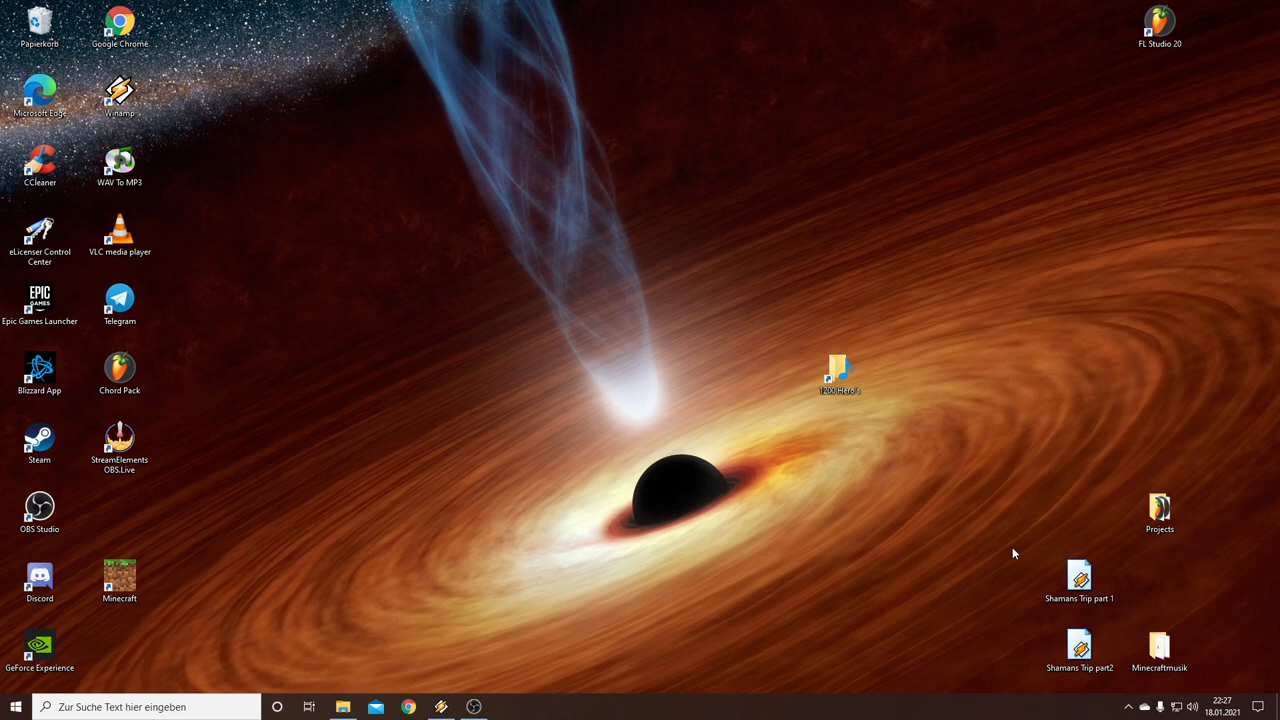 Papierkorb
Google Chrome
FL Studio 20
Microsoft Edge
Winamp
CCleaner
WAV To MP3
eLicenser Control
Center
VLC media player
EPIC
GAMES
Epic Games Launcher
Telegram
Blizzard App
Chord Pack
1200 Hero's
Steam
StreamElements
OBS.Live
OBS Studio
Projects
Discord
Minecraft
Shamans Trip part 1
GeForce Experience
Shamans Trip part2
Minecraftmusik
Zur Suche Text hier eingeben
22:27
18.01.2021